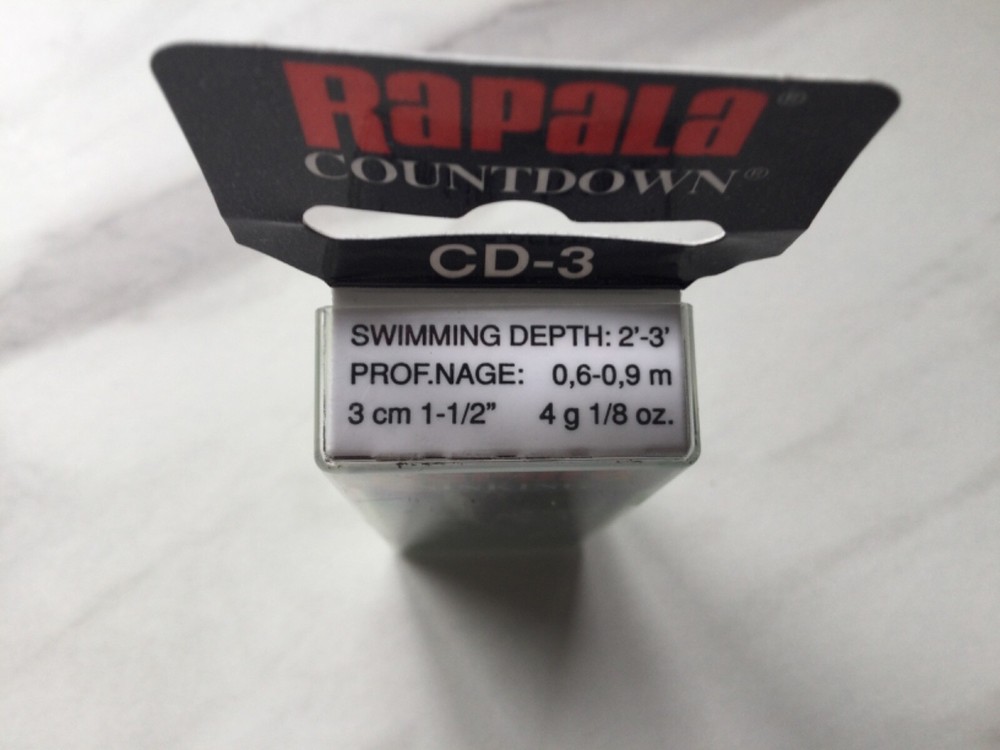 Rapala®
COUNTDOWN®
CD-3
SWIMMING DEPTH: 2'-3'
PROF.NAGE: 0,6-0,9 m
3 cm 1-1/2" 4 g 1/8 oz.